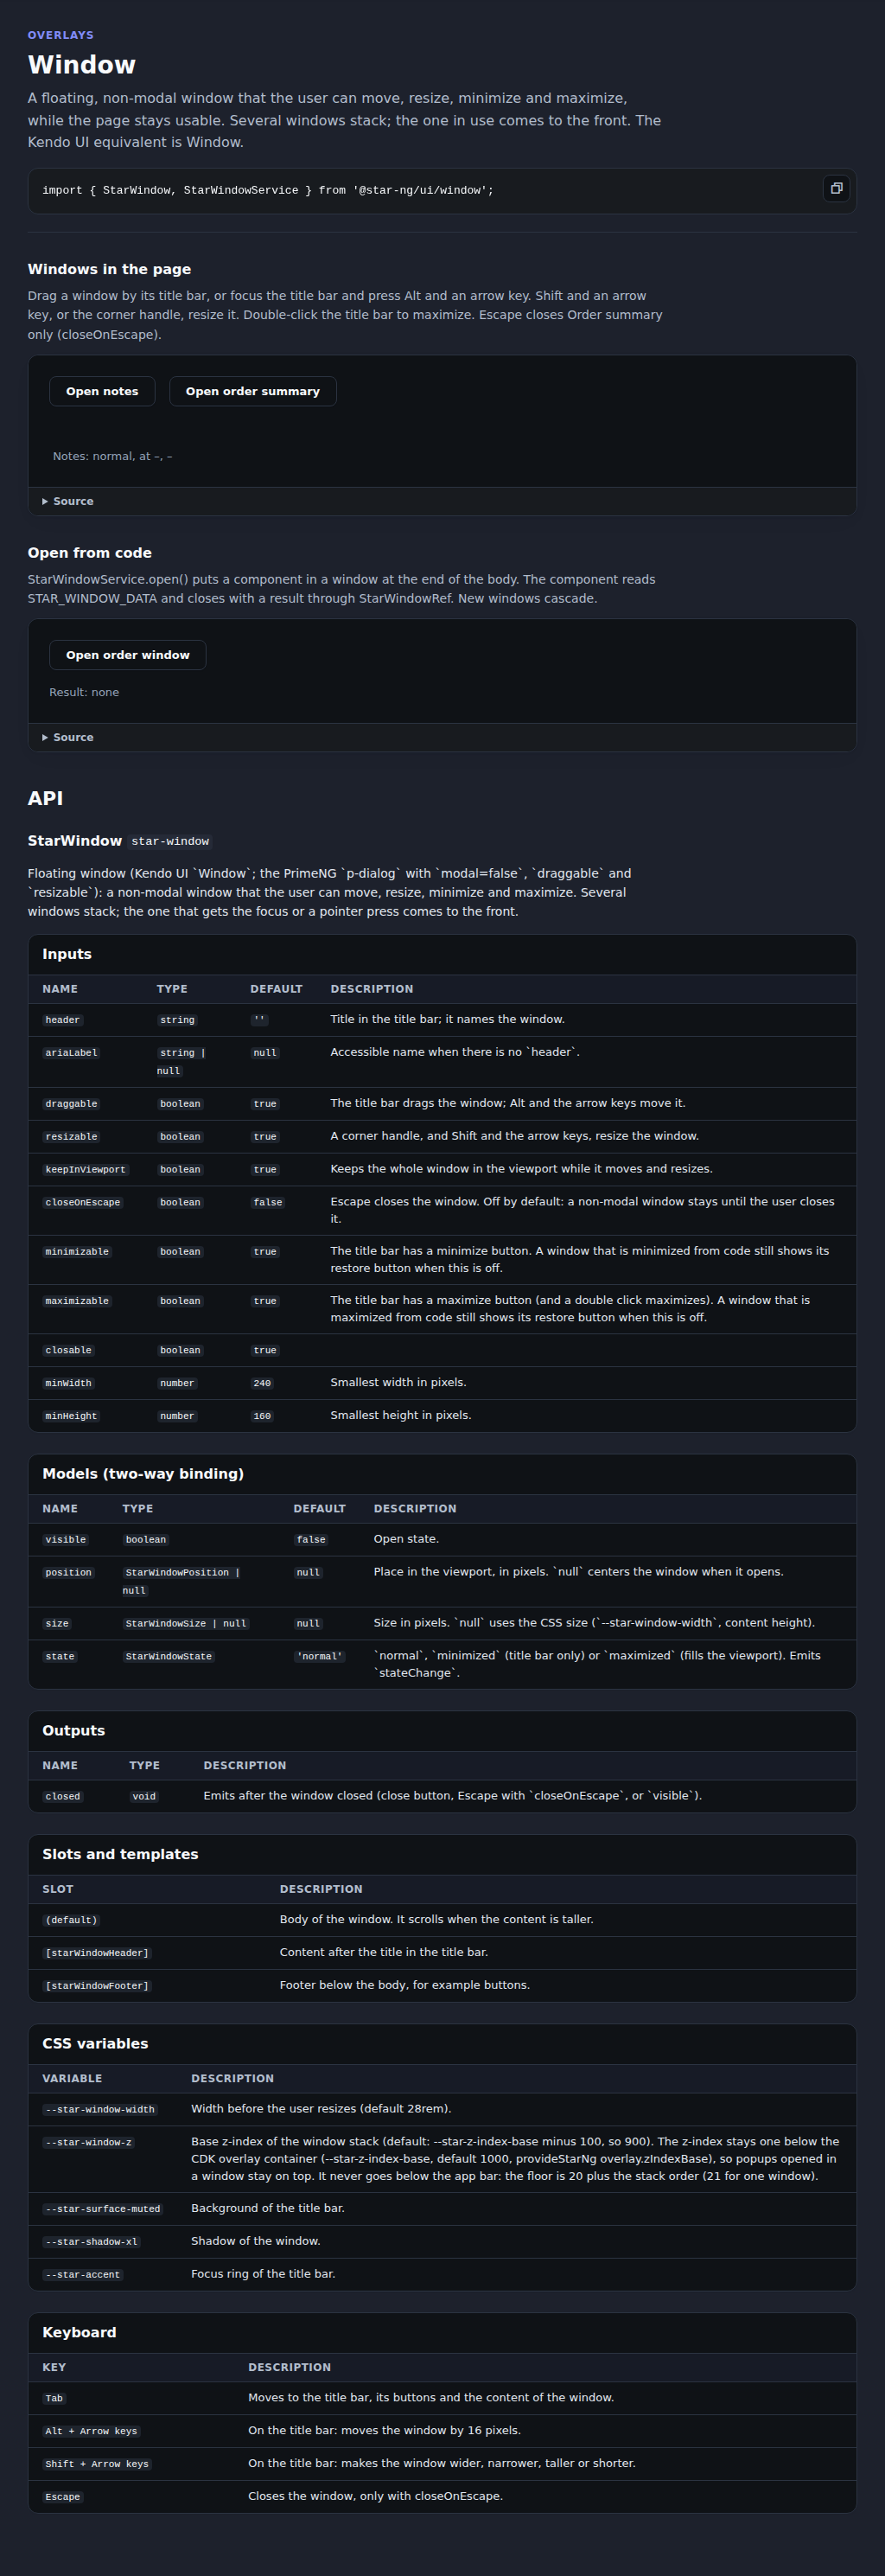 OVERLAYS
Window
A floating, non-modal window that the user can move, resize, minimize and maximize,
while the page stays usable. Several windows stack; the one in use comes to the front. The
Kendo UI equivalent is Window.
import { StarWindow, StarWindowService } from '@star-ng/ui/window';
Windows in the page
Drag a window by its title bar, or focus the title bar and press Alt and an arrow key. Shift and an arrow
key, or the corner handle, resize it. Double-click the title bar to maximize. Escape closes Order summary
only (closeOnEscape).
Open notes Open order summary
Notes: normal, at –, –
Source
Open from code
StarWindowService.open() puts a component in a window at the end of the body. The component reads
STAR_WINDOW_DATA and closes with a result through StarWindowRef. New windows cascade.
Open order window
Result: none
Source
API
StarWindow star-window
Floating window (Kendo UI `Window`; the PrimeNG `p-dialog` with `modal=false`, `draggable` and
`resizable`): a non-modal window that the user can move, resize, minimize and maximize. Several
windows stack; the one that gets the focus or a pointer press comes to the front.
Inputs
NAME TYPE DEFAULT DESCRIPTION
header string '' Title in the title bar; it names the window.
ariaLabel string | null Accessible name when there is no `header`.
null
draggable boolean true The title bar drags the window; Alt and the arrow keys move it.
resizable boolean true A corner handle, and Shift and the arrow keys, resize the window.
keepInViewport boolean true Keeps the whole window in the viewport while it moves and resizes.
closeOnEscape boolean false Escape closes the window. Off by default: a non-modal window stays until the user closes
it.
minimizable boolean true The title bar has a minimize button. A window that is minimized from code still shows its
restore button when this is off.
maximizable boolean true The title bar has a maximize button (and a double click maximizes). A window that is
maximized from code still shows its restore button when this is off.
closable boolean true
minWidth number 240 Smallest width in pixels.
minHeight number 160 Smallest height in pixels.
Models (two-way binding)
NAME TYPE DEFAULT DESCRIPTION
visible boolean false Open state.
position StarWindowPosition | null Place in the viewport, in pixels. `null` centers the window when it opens.
null
size StarWindowSize | null null Size in pixels. `null` uses the CSS size (`--star-window-width`, content height).
state StarWindowState 'normal' `normal`, `minimized` (title bar only) or `maximized` (fills the viewport). Emits
`stateChange`.
Outputs
NAME TYPE DESCRIPTION
closed void Emits after the window closed (close button, Escape with `closeOnEscape`, or `visible`).
Slots and templates
SLOT DESCRIPTION
(default) Body of the window. It scrolls when the content is taller.
[starWindowHeader] Content after the title in the title bar.
[starWindowFooter] Footer below the body, for example buttons.
CSS variables
VARIABLE DESCRIPTION
--star-window-width Width before the user resizes (default 28rem).
--star-window-z Base z-index of the window stack (default: --star-z-index-base minus 100, so 900). The z-index stays one below the
CDK overlay container (--star-z-index-base, default 1000, provideStarNg overlay.zIndexBase), so popups opened in
a window stay on top. It never goes below the app bar: the floor is 20 plus the stack order (21 for one window).
--star-surface-muted Background of the title bar.
--star-shadow-xl Shadow of the window.
--star-accent Focus ring of the title bar.
Keyboard
KEY DESCRIPTION
Tab Moves to the title bar, its buttons and the content of the window.
Alt + Arrow keys On the title bar: moves the window by 16 pixels.
Shift + Arrow keys On the title bar: makes the window wider, narrower, taller or shorter.
Escape Closes the window, only with closeOnEscape.